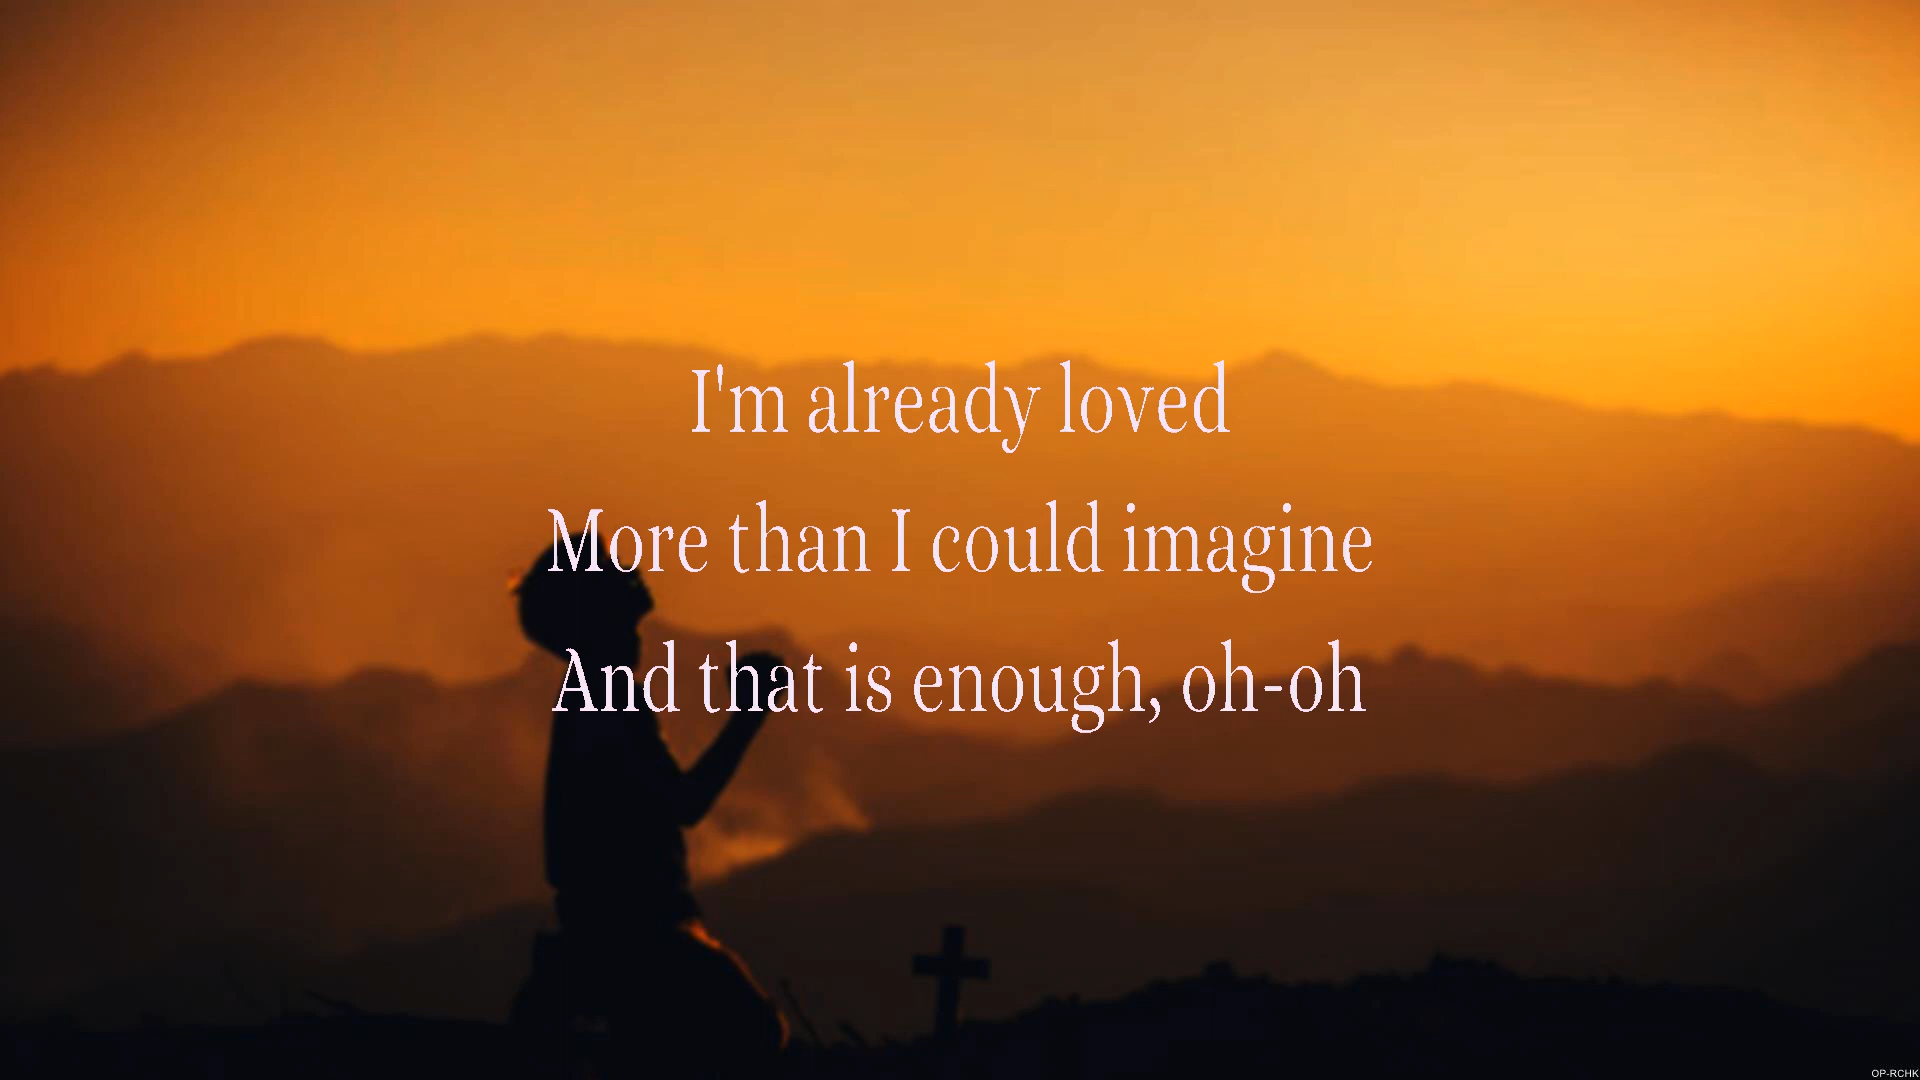 I'm already loved
More than I could imagine
And that is enough, oh-oh
OP-RCHK